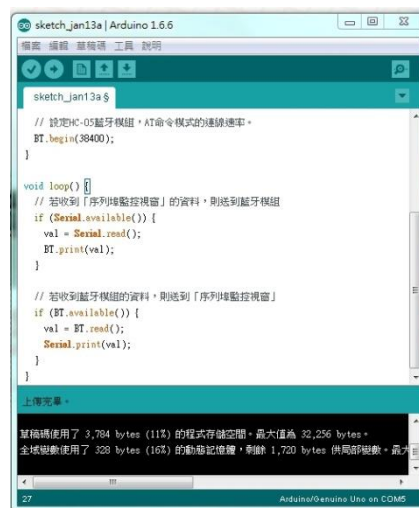 sketch_jan13a | Arduino 1.6.6
檔案 編輯 草稿碼 工具 說明
sketch_jan13a §
// 設定HC-05藍牙模組，AT命令模式的連線速率。
BT.begin(38400);
}
void loop() {
// 若收到「序列埠監控視窗」的資料，則送到藍牙模組
if (Serial.available()) {
val = Serial.read();
BT.print(val);
}
// 若收到藍牙模組的資料，則送到「序列埠監控視窗」
if (BT.available()) {
val = BT.read();
Serial.print(val);
}
}
上傳完畢。
草稿碼使用了 3,784 bytes (11%) 的程式存儲空間。最大值為 32,256 bytes。
全域變數使用了 328 bytes (16%) 的動態記憶體，剩餘 1,720 bytes 供局部變數。最大
27
Arduino/Genuino Uno on COM5